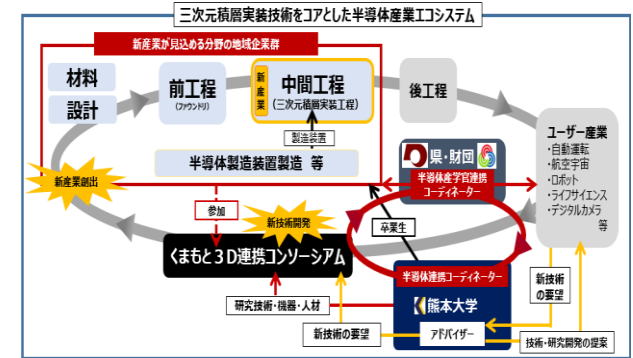 三次元積層実装技術をコアとした半導体産業エコシステム
新産業が見込める分野の地域企業群
材料
設計
前工程
(ファウンドリ)
新産業
中間工程
(三次元積層実装工程)
後工程
製造装置
半導体製造装置製造 等
ユーザー産業
・自動運転
・航空宇宙
・ロボット
・ライフサイエンス
・デジタルカメラ
等
県・財団
半導体産学官連携
コーディネーター
新産業創出
参加
新技術開発
卒業生
くまもと3D連携コンソーシアム
半導体連携コーディネーター
熊本大学
アドバイザー
研究技術・機器・人材
新技術の要望
新技術
の要望
技術・研究開発の提案